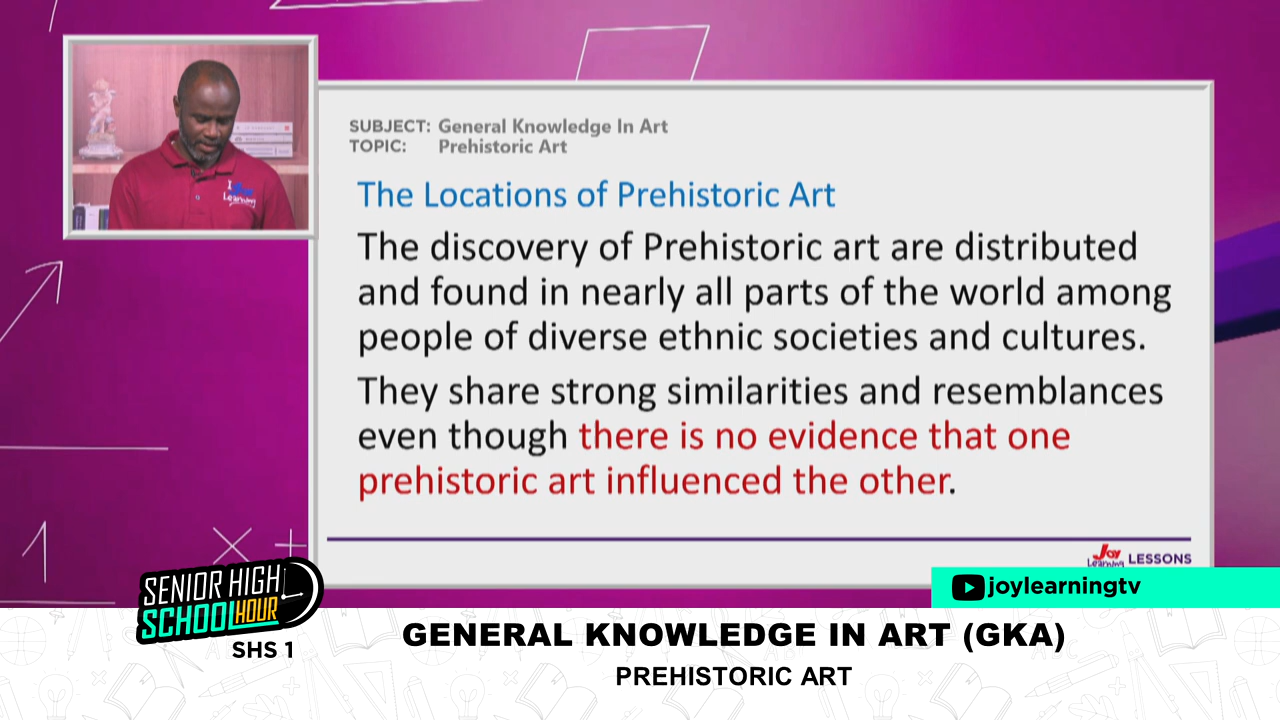 SUBJECT: General Knowledge In Art
TOPIC: Prehistoric Art
The Locations of Prehistoric Art
The discovery of Prehistoric art are distributed
and found in nearly all parts of the world among
people of diverse ethnic societies and cultures.
They share strong similarities and resemblances
even though there is no evidence that one
prehistoric art influenced the other.
Joy
Learning
LESSONS
joylearningtv
SENIOR HIGH
SCHOOL HOUR
SHS 1
GENERAL KNOWLEDGE IN ART (GKA)
PREHISTORIC ART